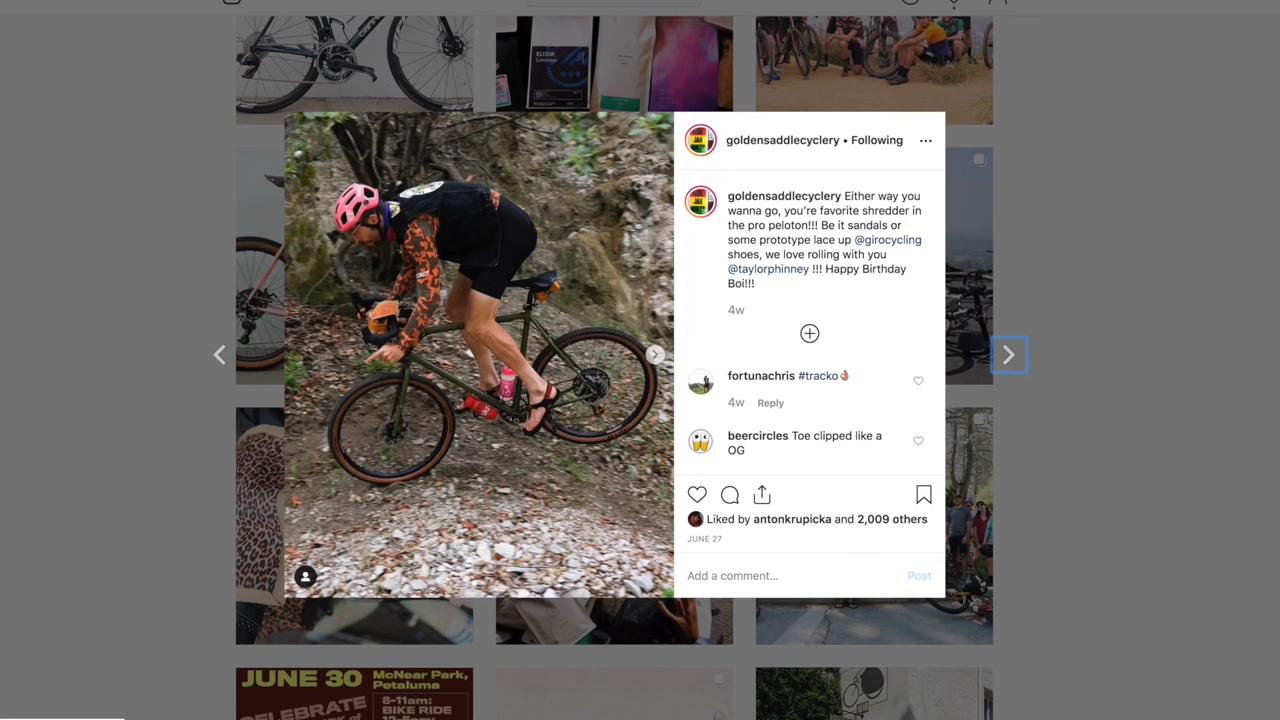 ELIXIR
goldensaddlecyclery • Following
JAH
goldensaddlecyclery Either way you
wanna go, you're favorite shredder in
the pro peloton!!! Be it sandals or
some prototype lace up @girocycling
shoes, we love rolling with you
@taylorphinney !!! Happy Birthday
Boi!!!
4w
fortunachris #tracko👌🏽
4w Reply
beercircles Toe clipped like a
OG
Liked by antonkrupicka and 2,009 others
JUNE 27
Add a comment...
Post
JUNE 30
McNear Park,
Petaluma
CELEBRATE
8-11am:
BIKE RIDE